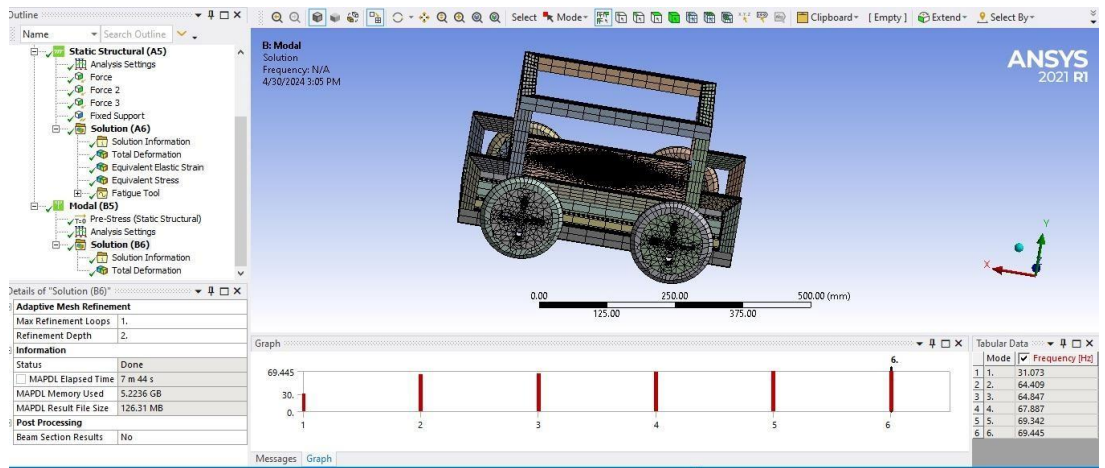 Outline
Name Search Outline
Static Structural (A5)
Analysis Settings
Force
Force 2
Force 3
Fixed Support
Solution (A6)
Solution Information
Total Deformation
Equivalent Elastic Strain
Equivalent Stress
Fatigue Tool
Modal (B5)
Pre-Stress (Static Structural)
Analysis Settings
Solution (B6)
Solution Information
Total Deformation
Details of "Solution (B6)"
Adaptive Mesh Refinement
Max Refinement Loops 1.
Refinement Depth 2.
Information
Status Done
MAPDL Elapsed Time 7 m 44 s
MAPDL Memory Used 5.2236 GB
MAPDL Result File Size 126.31 MB
Post Processing
Beam Section Results No
Select Mode Clipboard [ Empty ] Extend Select By
B: Modal
Solution
Frequency: N/A
4/30/2024 3:05 PM
ANSYS
2021 R1
Y
X
0.00 250.00 500.00 (mm)
125.00 375.00
Graph
6.
69.445
30.
0.
1 2 3 4 5 6
Messages Graph
Tabular Data
Mode Frequency [Hz]
1 1. 31.073
2 2. 64.409
3 3. 64.847
4 4. 67.887
5 5. 69.342
6 6. 69.445